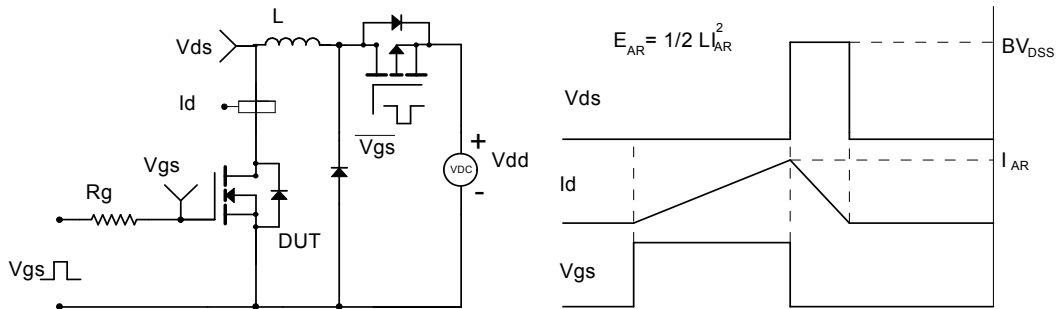 L
Vds
Id
Vgs
Vgs
+
Vdd
VDC
-
Rg
DUT
Vgs
E_AR = 1/2 LI²_AR
BV_DSS
Vds
I_AR
Id
Vgs